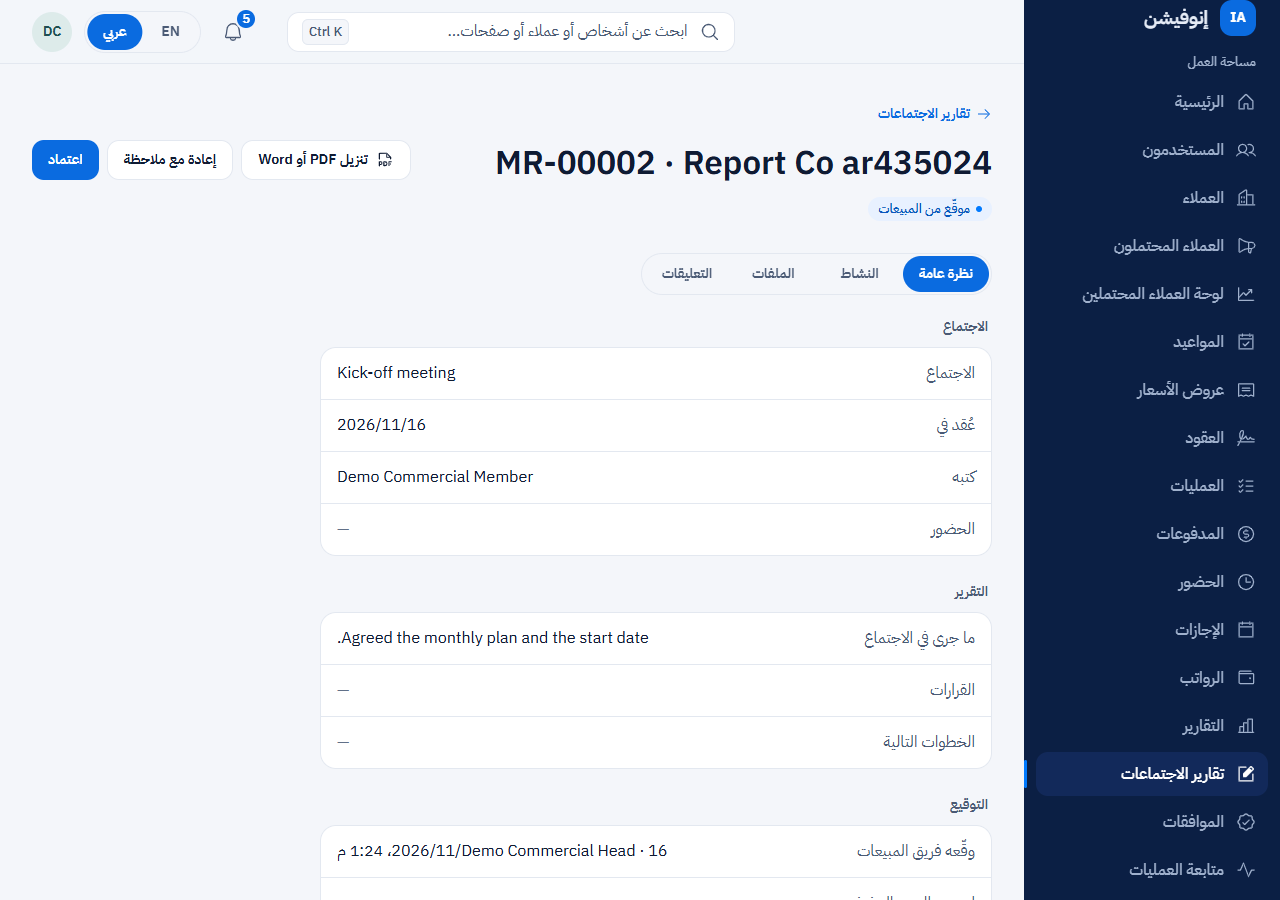 IA
إنوفيشن
مساحة العمل
الرئيسية
المستخدمون
العملاء
العملاء المحتملون
لوحة العملاء المحتملين
المواعيد
عروض الأسعار
العقود
العمليات
المدفوعات
الحضور
الإجازات
الرواتب
التقارير
تقارير الاجتماعات
الموافقات
متابعة العمليات
ابحث عن أشخاص أو عملاء أو صفحات... Ctrl K
5
EN عربي
DC
تقارير الاجتماعات
MR-00002 · Report Co ar435024
تنزيل PDF أو Word
إعادة مع ملاحظة
اعتماد
موقّع من المبيعات
نظرة عامة النشاط الملفات التعليقات
الاجتماع
الاجتماع Kick-off meeting
عُقد في 2026/11/16
كتبه Demo Commercial Member
الحضور —
التقرير
ما جرى في الاجتماع Agreed the monthly plan and the start date.
القرارات —
الخطوات التالية —
التوقيع
وقّعه فريق المبيعات Demo Commercial Head · 16/2026/11، 1:24 م